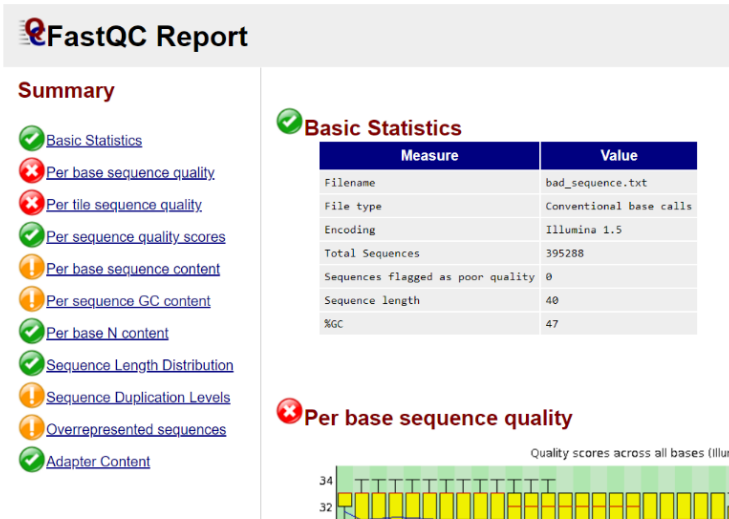 FastQC Report
Summary
Basic Statistics
Per base sequence quality
Per tile sequence quality
Per sequence quality scores
Per base sequence content
Per sequence GC content
Per base N content
Sequence Length Distribution
Sequence Duplication Levels
Overrepresented sequences
Adapter Content
Basic Statistics
Measure Value
Filename bad_sequence.txt
File type Conventional base calls
Encoding Illumina 1.5
Total Sequences 395288
Sequences flagged as poor quality 0
Sequence length 40
%GC 47
Per base sequence quality
Quality scores across all bases (Illu
34
32